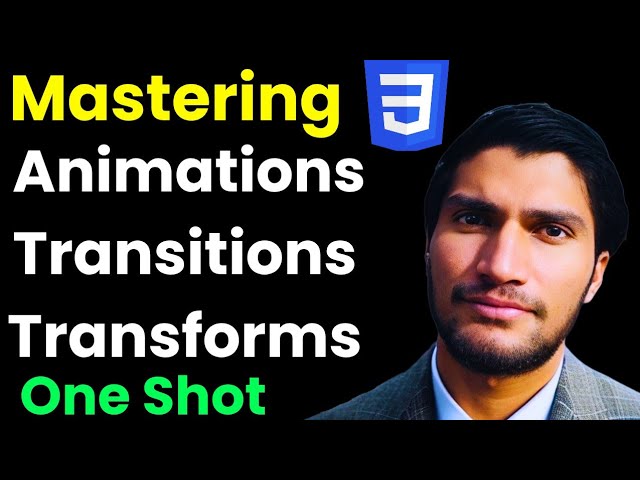 Mastering
Animations
Transitions
Transforms
One Shot